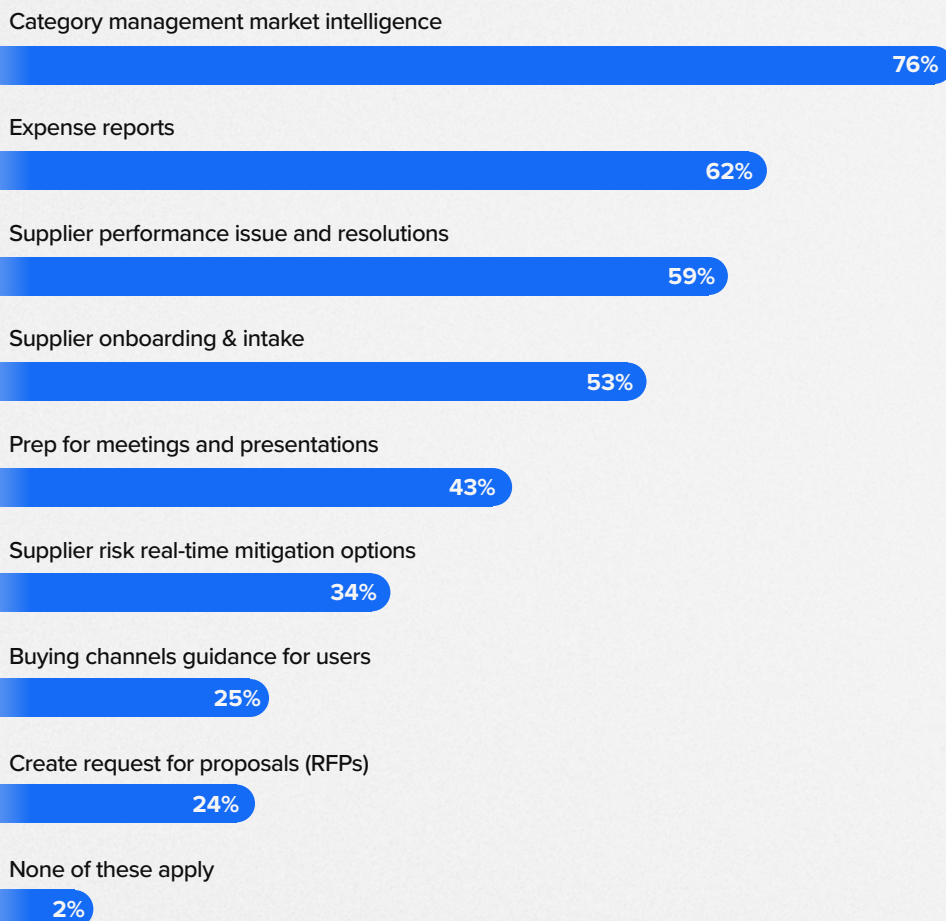 Category management market intelligence
76%
Expense reports
62%
Supplier performance issue and resolutions
59%
Supplier onboarding & intake
53%
Prep for meetings and presentations
43%
Supplier risk real-time mitigation options
34%
Buying channels guidance for users
25%
Create request for proposals (RFPs)
24%
None of these apply
2%